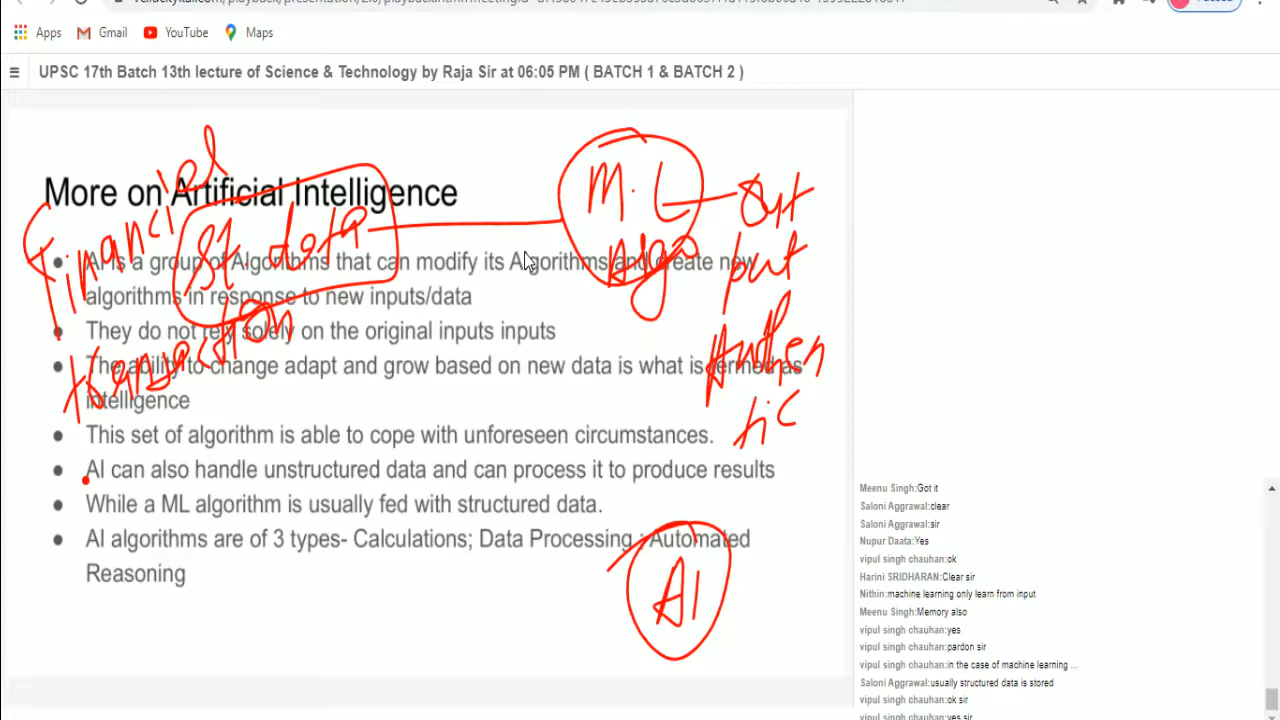 Apps Gmail YouTube Maps
UPSC 17th Batch 13th lecture of Science & Technology by Raja Sir at 06:05 PM ( BATCH 1 & BATCH 2 )
More on Artificial Intelligence
AI is a group of Algorithms that can modify its Algorithms and create new
algorithms in response to new inputs/data
They do not rely solely on the original inputs inputs
The ability to change adapt and grow based on new data is what is termed as
intelligence
This set of algorithm is able to cope with unforeseen circumstances.
AI can also handle unstructured data and can process it to produce results
While a ML algorithm is usually fed with structured data.
AI algorithms are of 3 types- Calculations; Data Processing ; Automated
Reasoning
Financial
transaction
St. data
M.L
Algo
Out
put
Authen
tic
AI
Meenu Singh:Got it
Saloni Aggrawal:clear
Saloni Aggrawal:sir
Nupur Daata:Yes
vipul singh chauhan:ok
Harini SRIDHARAN:Clear sir
Nithin:machine learning only learn from input
Meenu Singh:Memory also
vipul singh chauhan:yes
vipul singh chauhan:pardon sir
vipul singh chauhan:in the case of machine learning ...
Saloni Aggrawal:usually structured data is stored
vipul singh chauhan:ok sir
vipul singh chauhan:yes sir